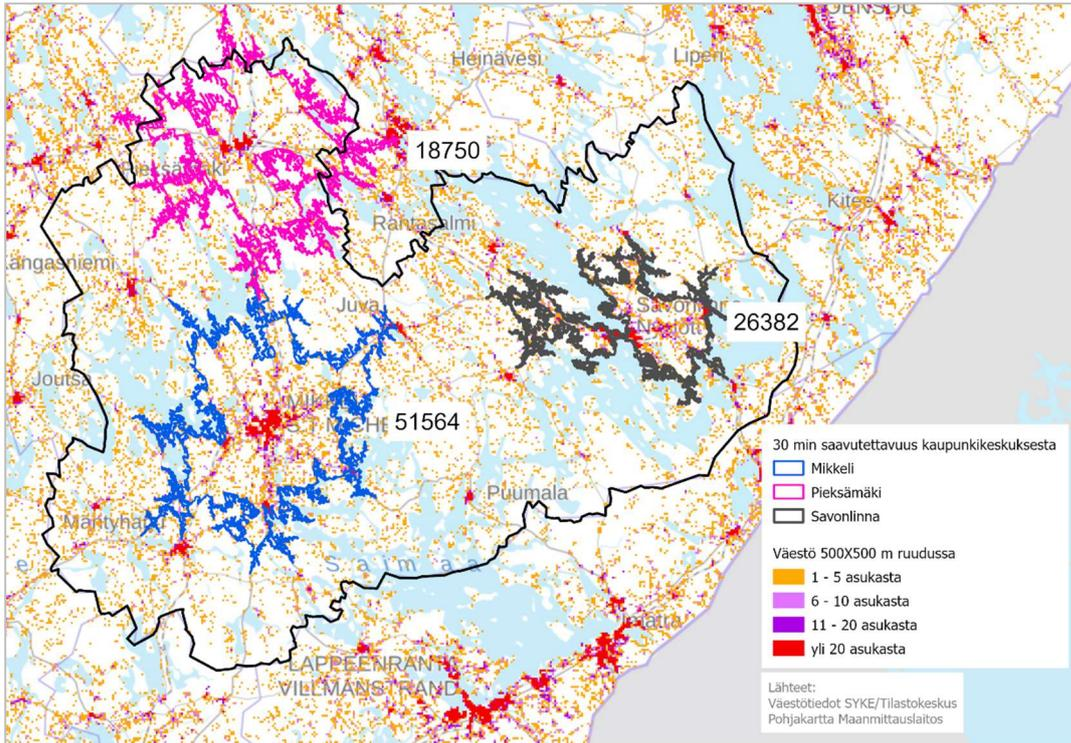 Heinävesi
Liperi
18750
Rantasalmi
Kitee
Juva
26382
Joutsa
51564
Puumala
Mäntyharju
Saimaa
Imatra
LAPPEENRANTA
VILLMANSTRAND
30 min saavutettavuus kaupunkikeskuksesta
Mikkeli
Pieksämäki
Savonlinna
Väestö 500X500 m ruudussa
1 - 5 asukasta
6 - 10 asukasta
11 - 20 asukasta
yli 20 asukasta
Lähteet:
Väestötiedot SYKE/Tilastokeskus
Pohjakartta Maanmittauslaitos